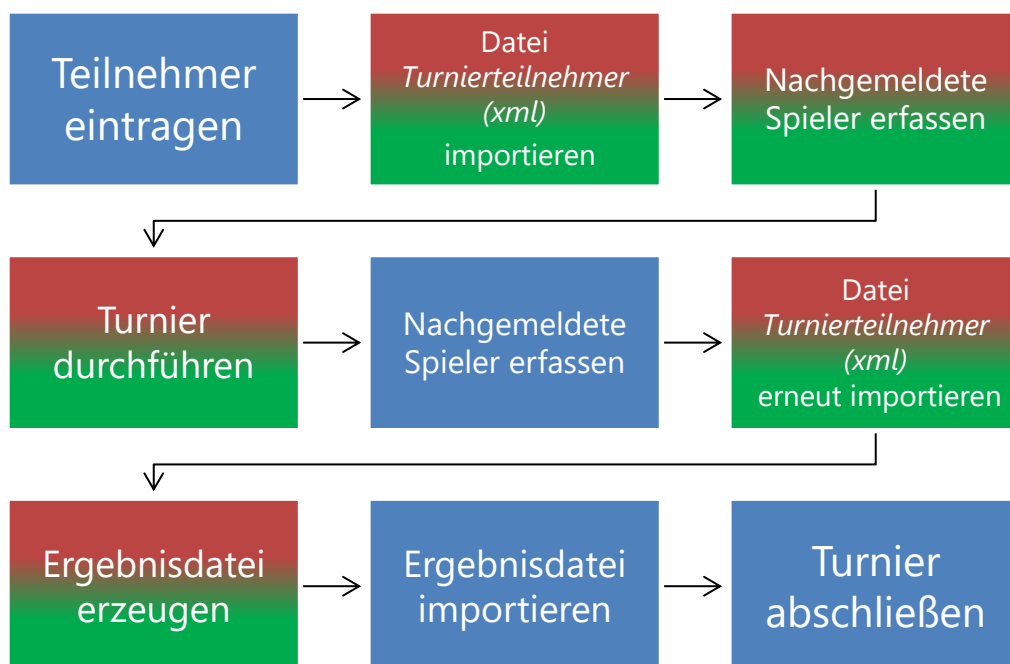 Teilnehmer
eintragen
Datei
Turnierteilnehmer
(xml)
importieren
Nachgemeldete
Spieler erfassen
Turnier
durchführen
Nachgemeldete
Spieler erfassen
Datei
Turnierteilnehmer
(xml)
erneut importieren
Ergebnisdatei
erzeugen
Ergebnisdatei
importieren
Turnier
abschließen